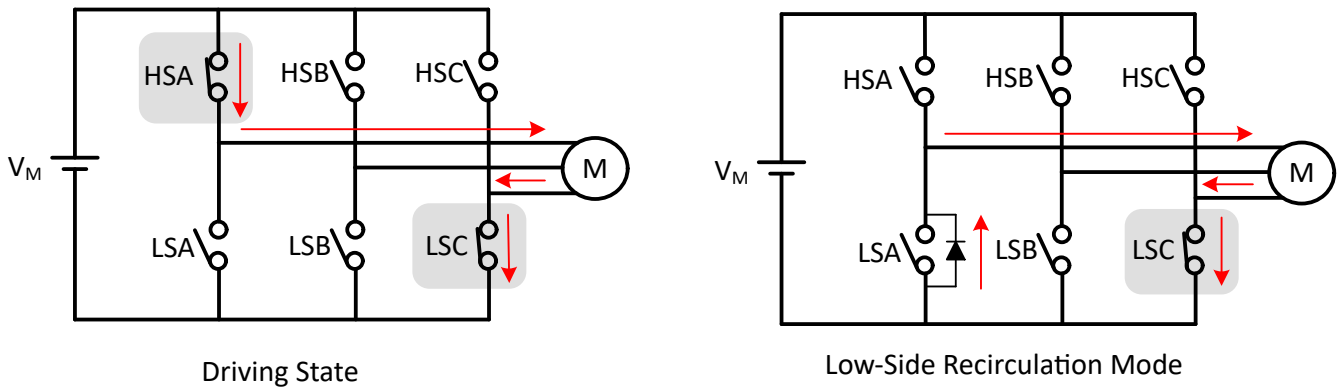 HSA HSB HSC
V_M M
LSA LSB LSC
Driving State
HSA HSB HSC
V_M M
LSA LSB LSC
Low-Side Recirculation Mode